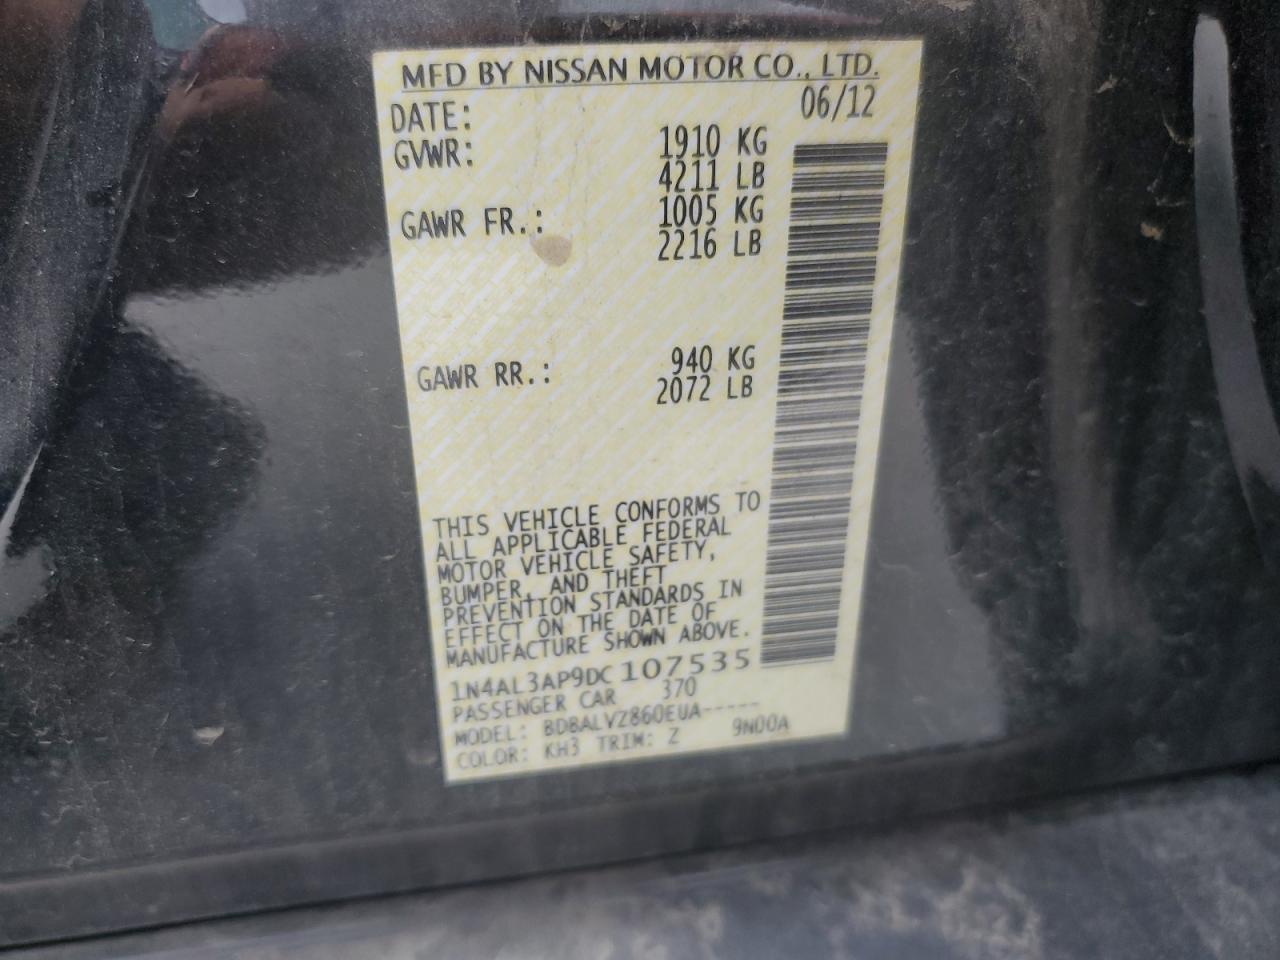 MFD BY NISSAN MOTOR CO., LTD.
DATE: 06/12
GVWR: 1910 KG
4211 LB
GAWR FR.: 1005 KG
2216 LB
GAWR RR.: 940 KG
2072 LB
THIS VEHICLE CONFORMS TO
ALL APPLICABLE FEDERAL
MOTOR VEHICLE SAFETY,
BUMPER, AND THEFT
PREVENTION STANDARDS IN
EFFECT ON THE DATE OF
MANUFACTURE SHOWN ABOVE.
1N4AL3AP9DC107535
PASSENGER CAR 370
MODEL: BDBALVZ860EUA-----
COLOR: KH3 TRIM: Z 9N00A